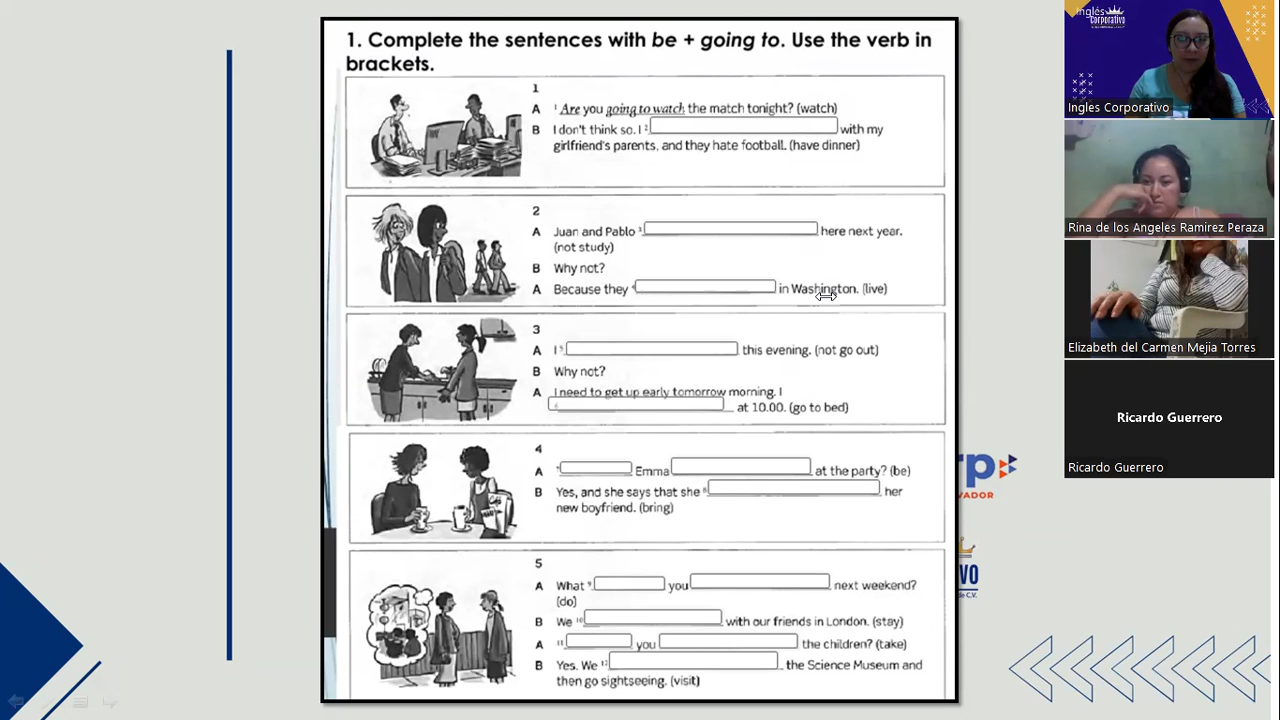 1. Complete the sentences with be + going to. Use the verb in
brackets.
1
A 1 Are you going to watch the match tonight? (watch)
B I don't think so. I 2 with my
girlfriend's parents, and they hate football. (have dinner)
2
A Juan and Pablo 3 here next year.
(not study)
B Why not?
A Because they in Washington. (live)
3
A I 5 this evening. (not go out)
B Why not?
A I need to get up early tomorrow morning. I
at 10.00. (go to bed)
4
A 7 Emma at the party? (be)
B Yes, and she says that she 8 her
new boyfriend. (bring)
5
A What 9 you next weekend?
(do)
B We 10 with our friends in London. (stay)
A 11 you the children? (take)
B Yes. We 12 the Science Museum and
then go sightseeing. (visit)
Inglés
Corporativo
Ingles Corporativo
Rina de los Angeles Ramirez Peraza
Elizabeth del Carmen Mejia Torres
Ricardo Guerrero
Ricardo Guerrero
rp
VADOR
VO
de C.V.